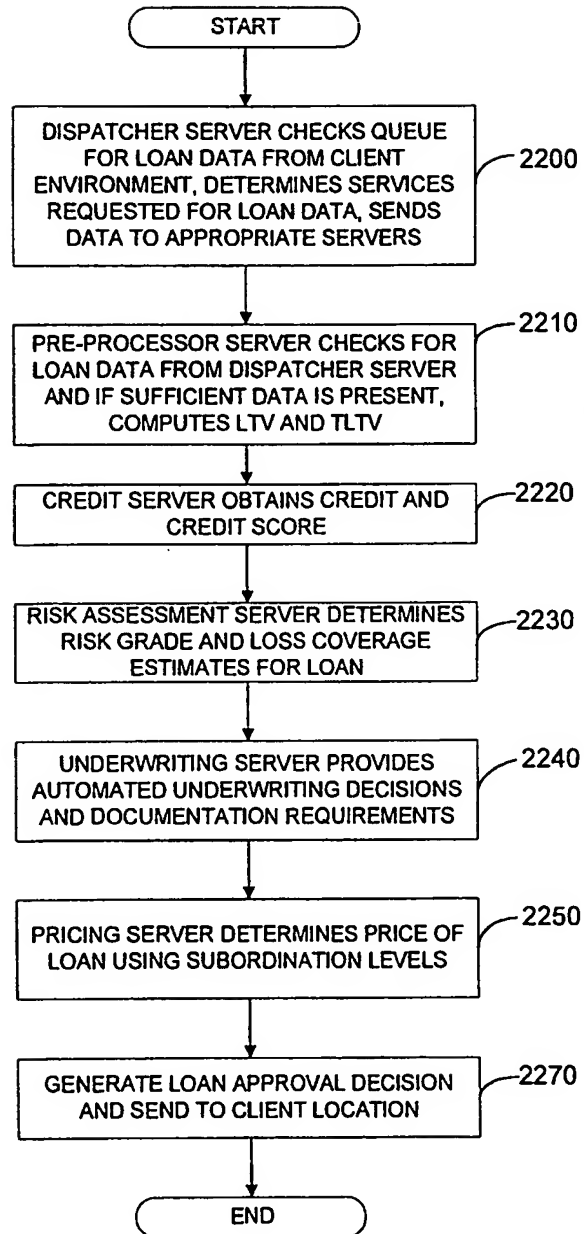 START
DISPATCHER SERVER CHECKS QUEUE
FOR LOAN DATA FROM CLIENT
ENVIRONMENT, DETERMINES SERVICES
REQUESTED FOR LOAN DATA, SENDS
DATA TO APPROPRIATE SERVERS
2200
PRE-PROCESSOR SERVER CHECKS FOR
LOAN DATA FROM DISPATCHER SERVER
AND IF SUFFICIENT DATA IS PRESENT,
COMPUTES LTV AND TLTV
2210
CREDIT SERVER OBTAINS CREDIT AND
CREDIT SCORE
2220
RISK ASSESSMENT SERVER DETERMINES
RISK GRADE AND LOSS COVERAGE
ESTIMATES FOR LOAN
2230
UNDERWRITING SERVER PROVIDES
AUTOMATED UNDERWRITING DECISIONS
AND DOCUMENTATION REQUIREMENTS
2240
PRICING SERVER DETERMINES PRICE OF
LOAN USING SUBORDINATION LEVELS
2250
GENERATE LOAN APPROVAL DECISION
AND SEND TO CLIENT LOCATION
2270
END